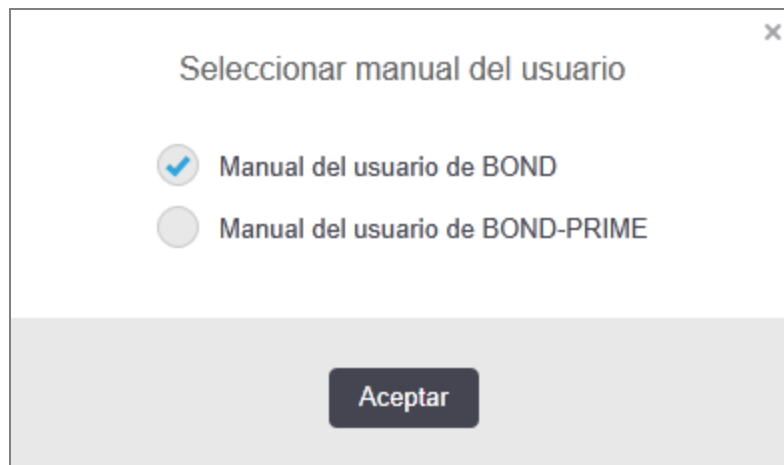 Seleccionar manual del usuario
Manual del usuario de BOND
Manual del usuario de BOND-PRIME
Aceptar